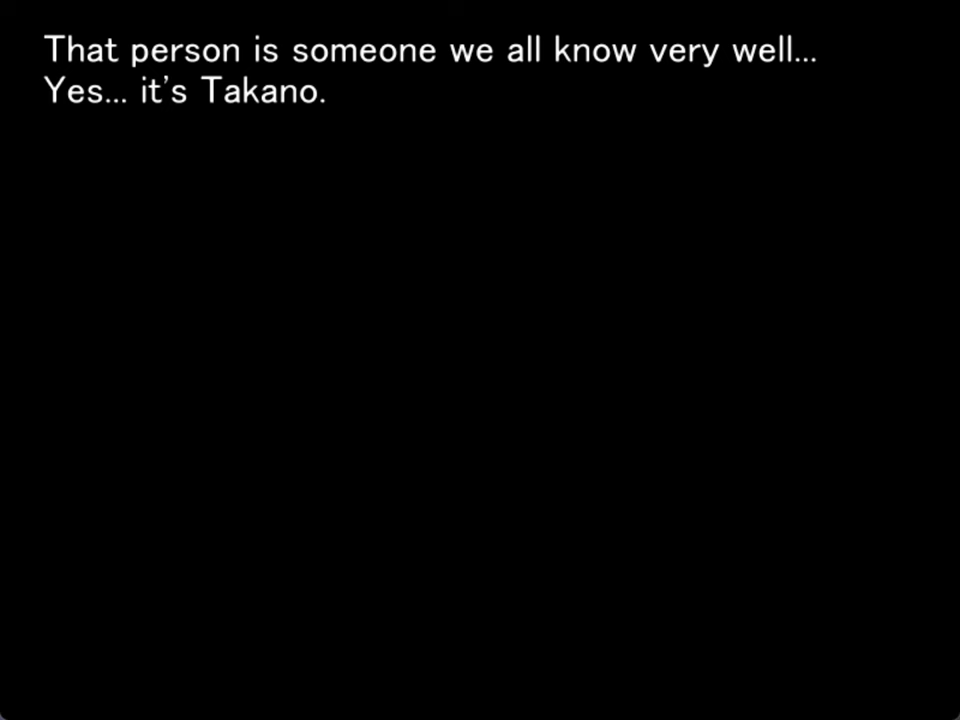 That person is someone we all know very well...
Yes... it's Takano.